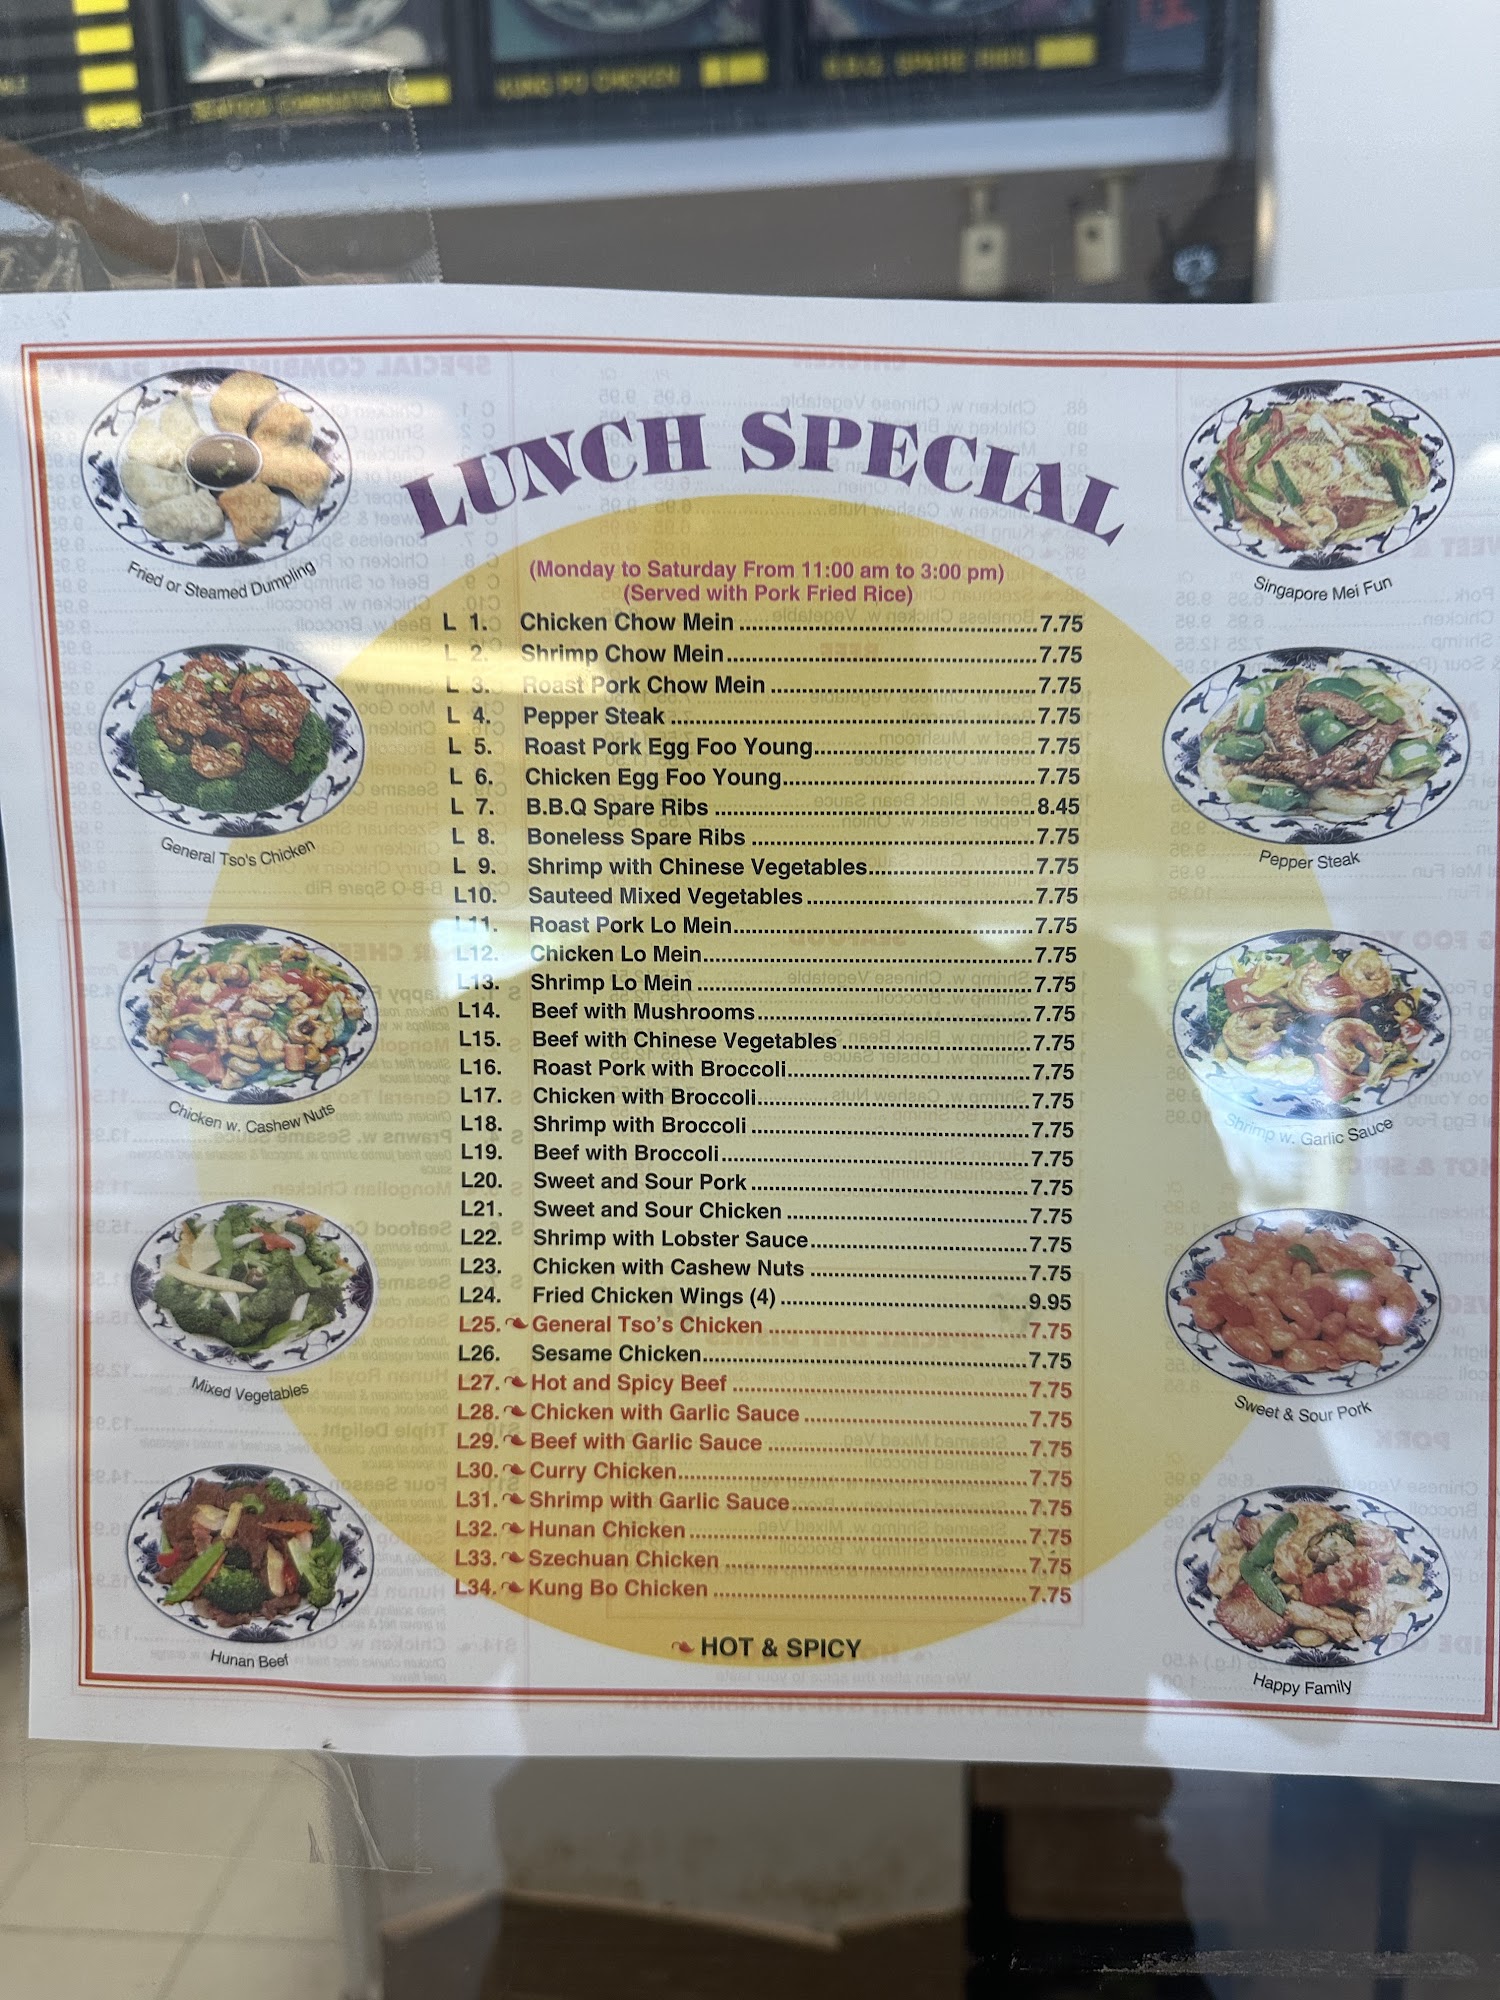 KUNG PO CHICKEN
B.B.Q. SPARE RIBS
LUNCH SPECIAL
(Monday to Saturday From 11:00 am to 3:00 pm)
(Served with Pork Fried Rice)
L 1. Chicken Chow Mein 7.75
L 2. Shrimp Chow Mein 7.75
L 3. Roast Pork Chow Mein 7.75
L 4. Pepper Steak 7.75
L 5. Roast Pork Egg Foo Young 7.75
L 6. Chicken Egg Foo Young 7.75
L 7. B.B.Q Spare Ribs 8.45
L 8. Boneless Spare Ribs 7.75
L 9. Shrimp with Chinese Vegetables 7.75
L10. Sauteed Mixed Vegetables 7.75
L11. Roast Pork Lo Mein 7.75
L12. Chicken Lo Mein 7.75
L13. Shrimp Lo Mein 7.75
L14. Beef with Mushrooms 7.75
L15. Beef with Chinese Vegetables 7.75
L16. Roast Pork with Broccoli 7.75
L17. Chicken with Broccoli 7.75
L18. Shrimp with Broccoli 7.75
L19. Beef with Broccoli 7.75
L20. Sweet and Sour Pork 7.75
L21. Sweet and Sour Chicken 7.75
L22. Shrimp with Lobster Sauce 7.75
L23. Chicken with Cashew Nuts 7.75
L24. Fried Chicken Wings (4) 9.95
L25. General Tso's Chicken 7.75
L26. Sesame Chicken 7.75
L27. Hot and Spicy Beef 7.75
L28. Chicken with Garlic Sauce 7.75
L29. Beef with Garlic Sauce 7.75
L30. Curry Chicken 7.75
L31. Shrimp with Garlic Sauce 7.75
L32. Hunan Chicken 7.75
L33. Szechuan Chicken 7.75
L34. Kung Bo Chicken 7.75
HOT & SPICY
Fried or Steamed Dumpling
General Tso's Chicken
Chicken w. Cashew Nuts
Mixed Vegetables
Hunan Beef
Singapore Mei Fun
Pepper Steak
Shrimp w. Garlic Sauce
Sweet & Sour Pork
Happy Family